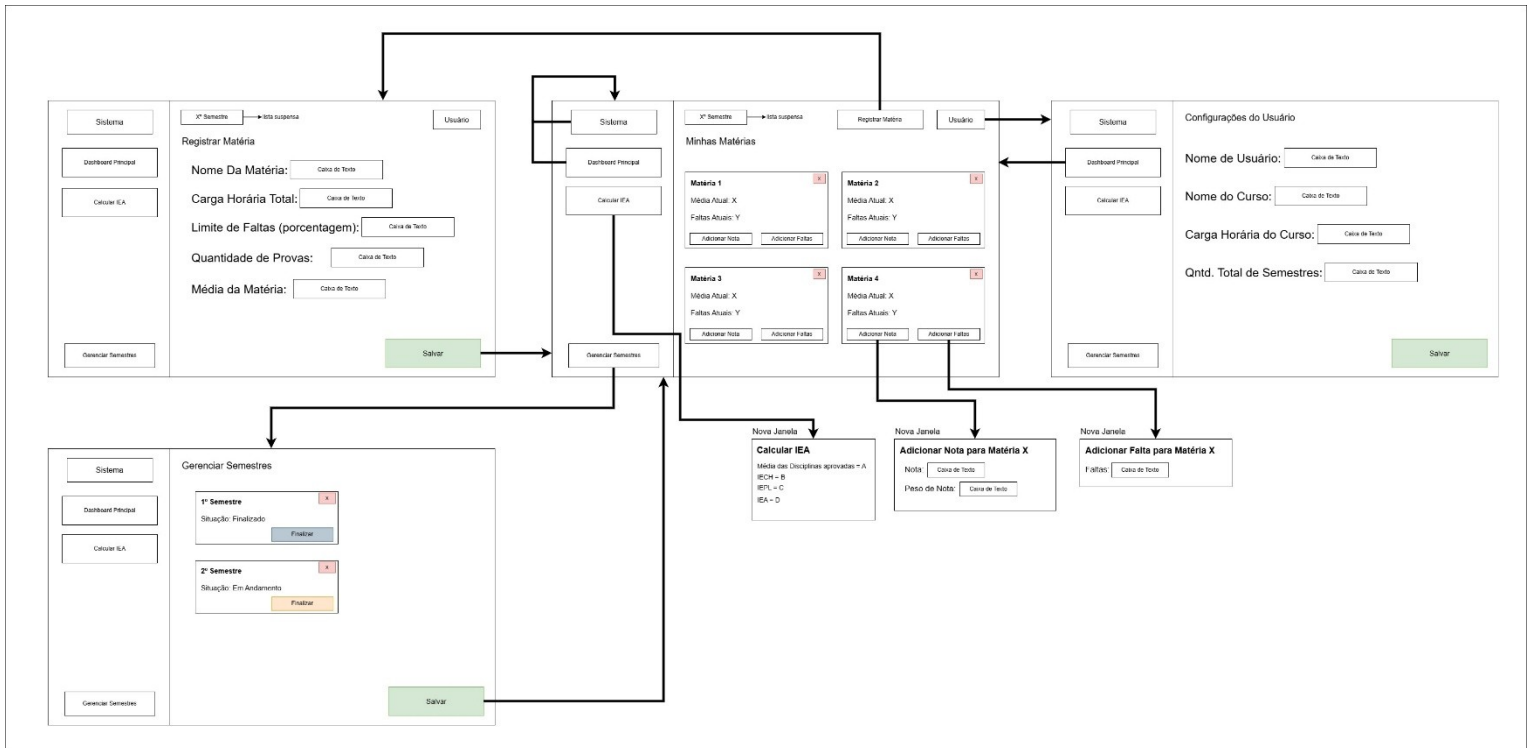 Sistema
Dashboard Principal
Calcular IEA
Gerenciar Semestres
Xº Semestre
lista suspensa
Usuário
Registrar Matéria
Nome Da Matéria: Caixa de Texto
Carga Horária Total: Caixa de Texto
Limite de Faltas (porcentagem): Caixa de Texto
Quantidade de Provas: Caixa de Texto
Média da Matéria: Caixa de Texto
Salvar
Sistema
Dashboard Principal
Calcular IEA
Gerenciar Semestres
Xº Semestre
lista suspensa
Registrar Matéria
Usuário
Minhas Matérias
Matéria 1
X
Média Atual: X
Faltas Atuais: Y
Adicionar Nota
Adicionar Faltas
Matéria 2
X
Média Atual: X
Faltas Atuais: Y
Adicionar Nota
Adicionar Faltas
Matéria 3
X
Média Atual: X
Faltas Atuais: Y
Adicionar Nota
Adicionar Faltas
Matéria 4
X
Média Atual: X
Faltas Atuais: Y
Adicionar Nota
Adicionar Faltas
Sistema
Dashboard Principal
Calcular IEA
Gerenciar Semestres
Configurações do Usuário
Nome de Usuário: Caixa de Texto
Nome do Curso: Caixa de Texto
Carga Horária do Curso: Caixa de Texto
Qntd. Total de Semestres: Caixa de Texto
Salvar
Sistema
Dashboard Principal
Calcular IEA
Gerenciar Semestres
Gerenciar Semestres
1º Semestre
X
Situação: Finalizado
Finalizar
2º Semestre
X
Situação: Em Andamento
Finalizar
Salvar
Nova Janela
Calcular IEA
Média das Disciplinas aprovadas = A
IECH = B
IEPL = C
IEA = D
Nova Janela
Adicionar Nota para Matéria X
Nota: Caixa de Texto
Peso de Nota: Caixa de Texto
Nova Janela
Adicionar Falta para Matéria X
Faltas: Caixa de Texto